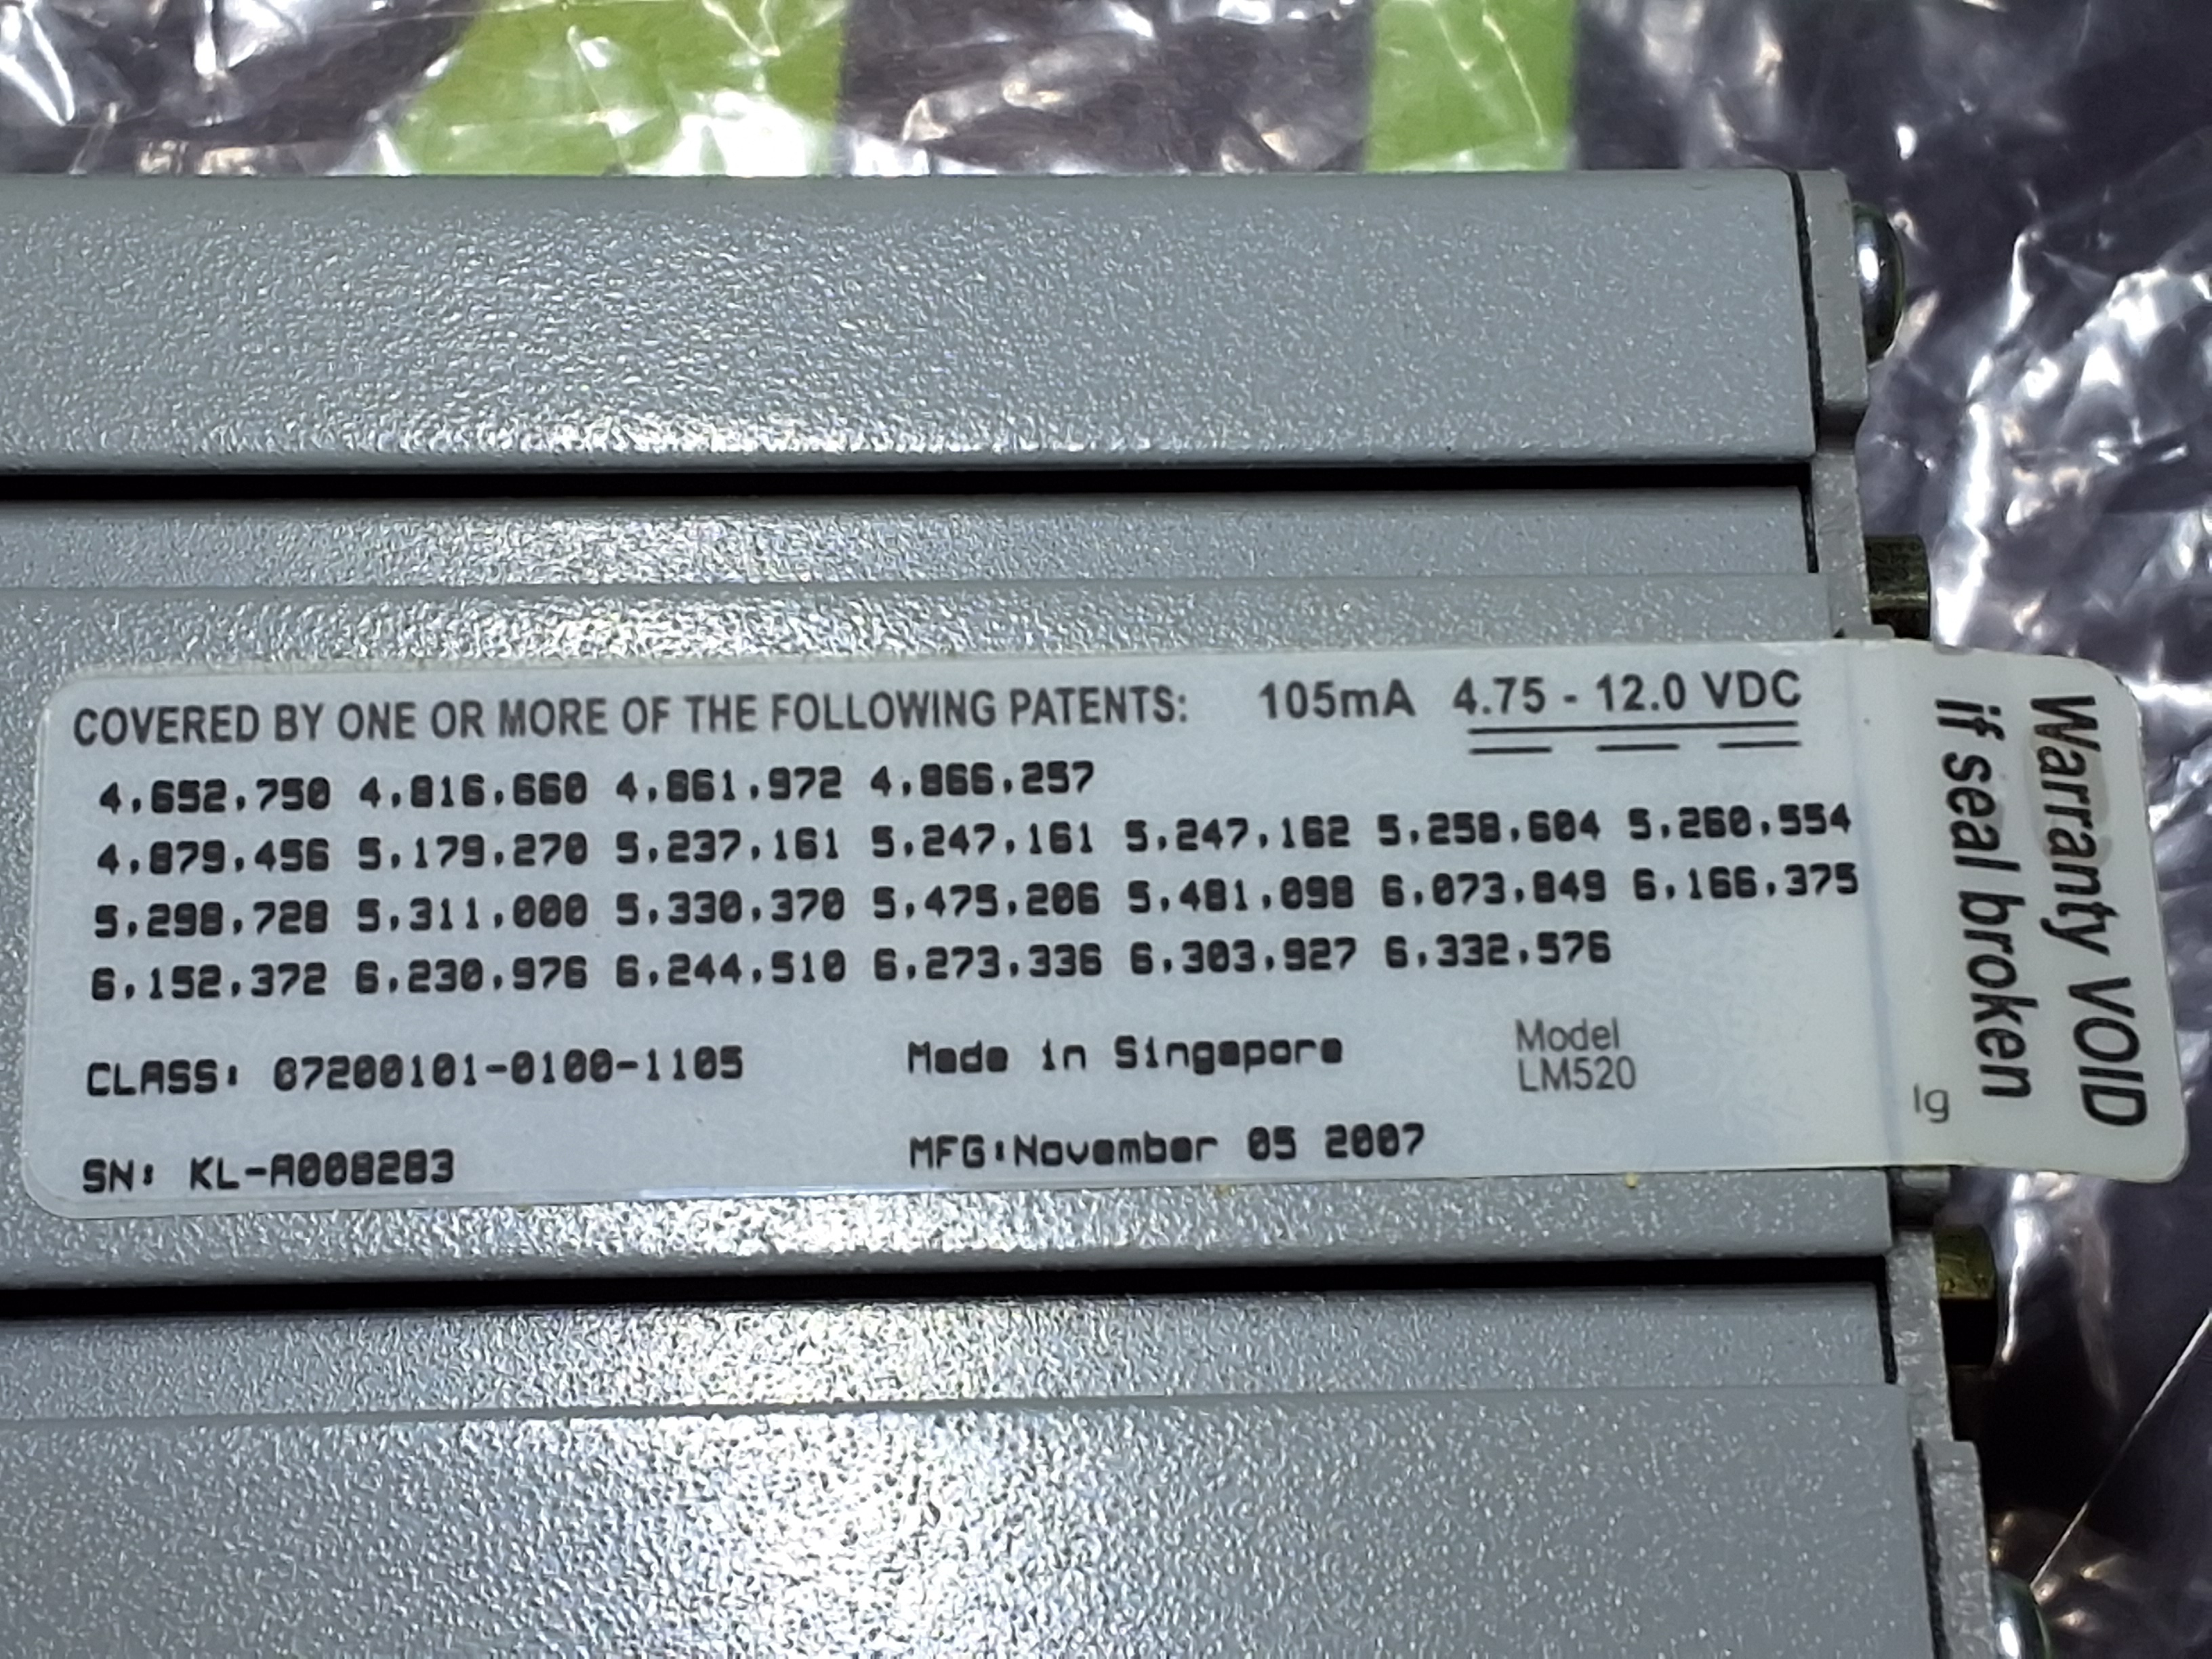 COVERED BY ONE OR MORE OF THE FOLLOWING PATENTS: 105mA 4.75 - 12.0 VDC
4,652,750 4,816,660 4,861,972 4,866,257
4,879,456 5,179,270 5,237,161 5,247,161 5,247,162 5,258,604 5,260,554
5,298,728 5,311,000 5,330,370 5,475,206 5,481,098 6,073,849 6,166,375
6,152,372 6,230,976 6,244,510 6,273,336 6,303,927 6,332,576
CLASS: 07200101-0100-1105 Made in Singapore Model
LM520
SN: KL-A008283 MFG:November 05 2007
lg
Warranty VOID
if seal broken